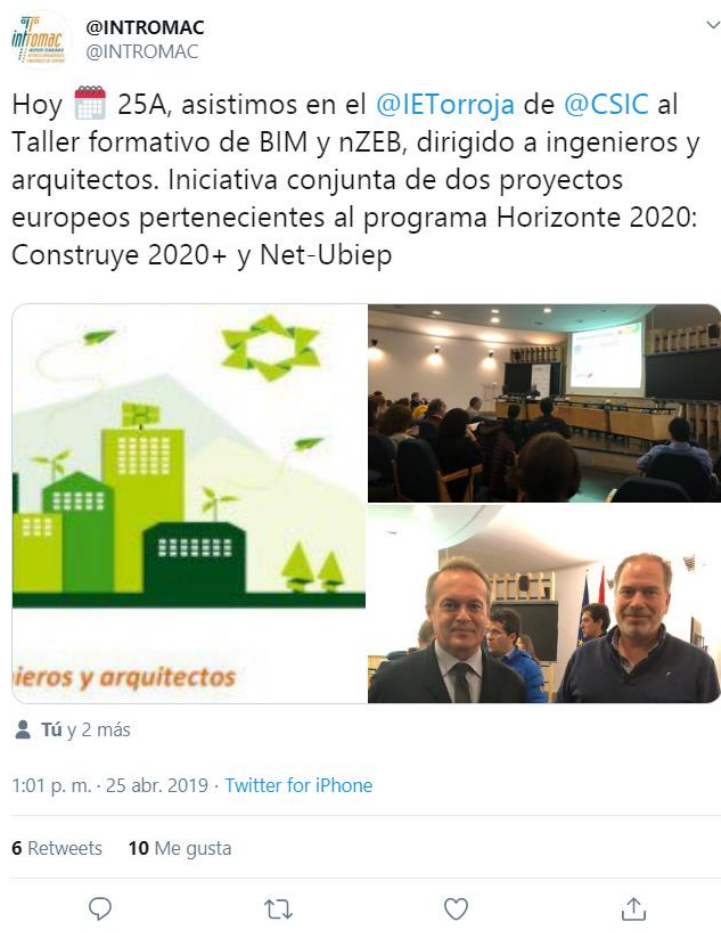 intromac
@INTROMAC
@INTROMAC
Hoy 📅 25A, asistimos en el @IETorroja de @CSIC al
Taller formativo de BIM y nZEB, dirigido a ingenieros y
arquitectos. Iniciativa conjunta de dos proyectos
europeos pertenecientes al programa Horizonte 2020:
Construye 2020+ y Net-Ubiep
ieros y arquitectos
Tú y 2 más
1:01 p. m. · 25 abr. 2019 · Twitter for iPhone
6 Retweets 10 Me gusta